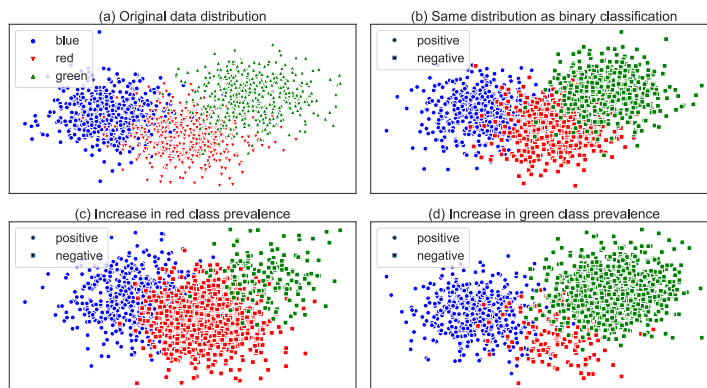 (a) Original data distribution
blue
red
green
(b) Same distribution as binary classification
positive
negative
(c) Increase in red class prevalence
positive
negative
(d) Increase in green class prevalence
positive
negative